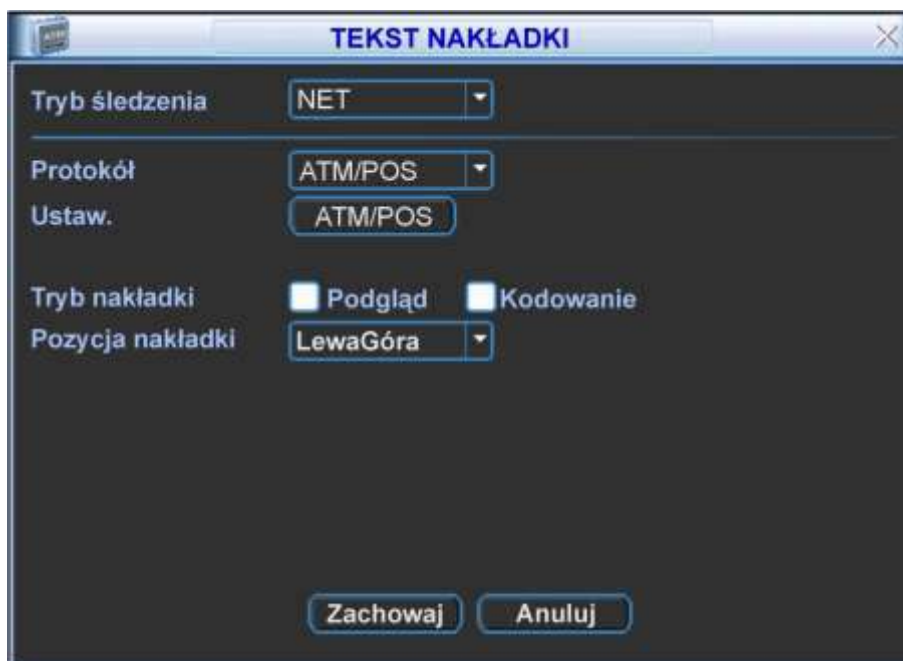 TEKST NAKŁADKI
Tryb śledzenia NET
Protokół ATM/POS
Ustaw. ATM/POS
Tryb nakładki Podgląd Kodowanie
Pozycja nakładki LewaGóra
Zachowaj Anuluj